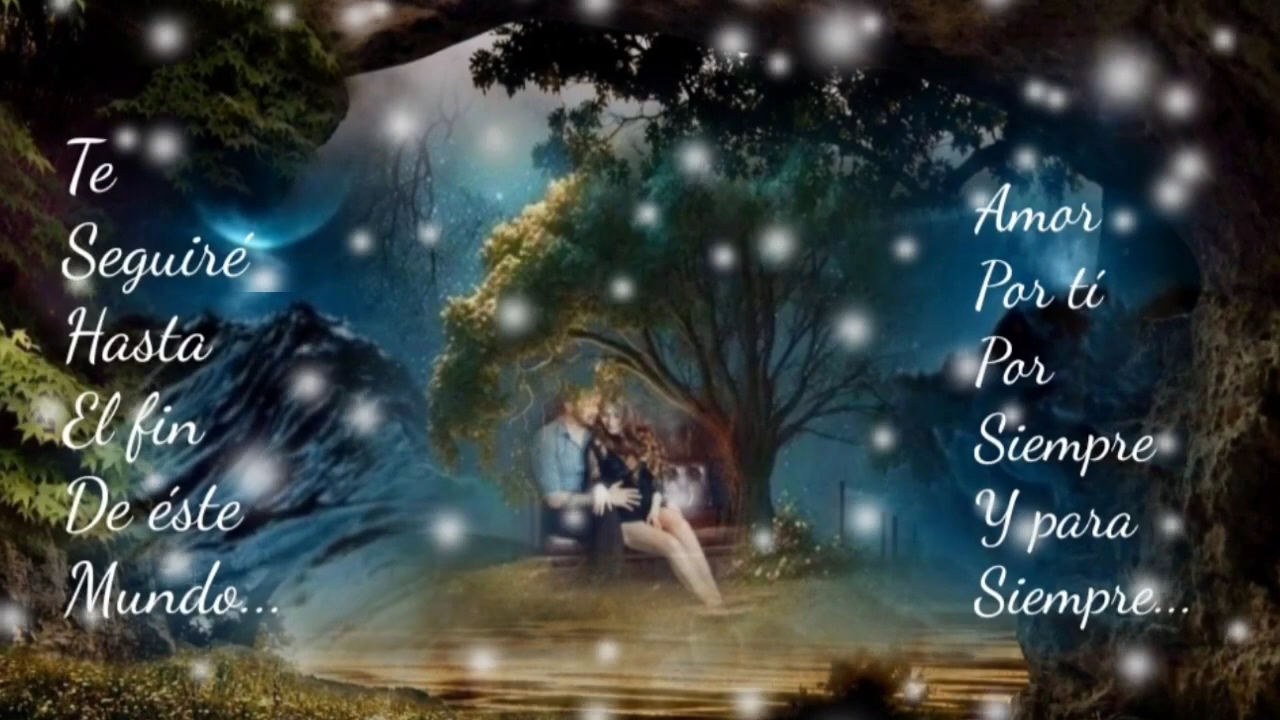 Te
Seguiré
Hasta
El fin
De éste
Mundo...
Amor
Por tí
Por
Siempre
Y para
Siempre...